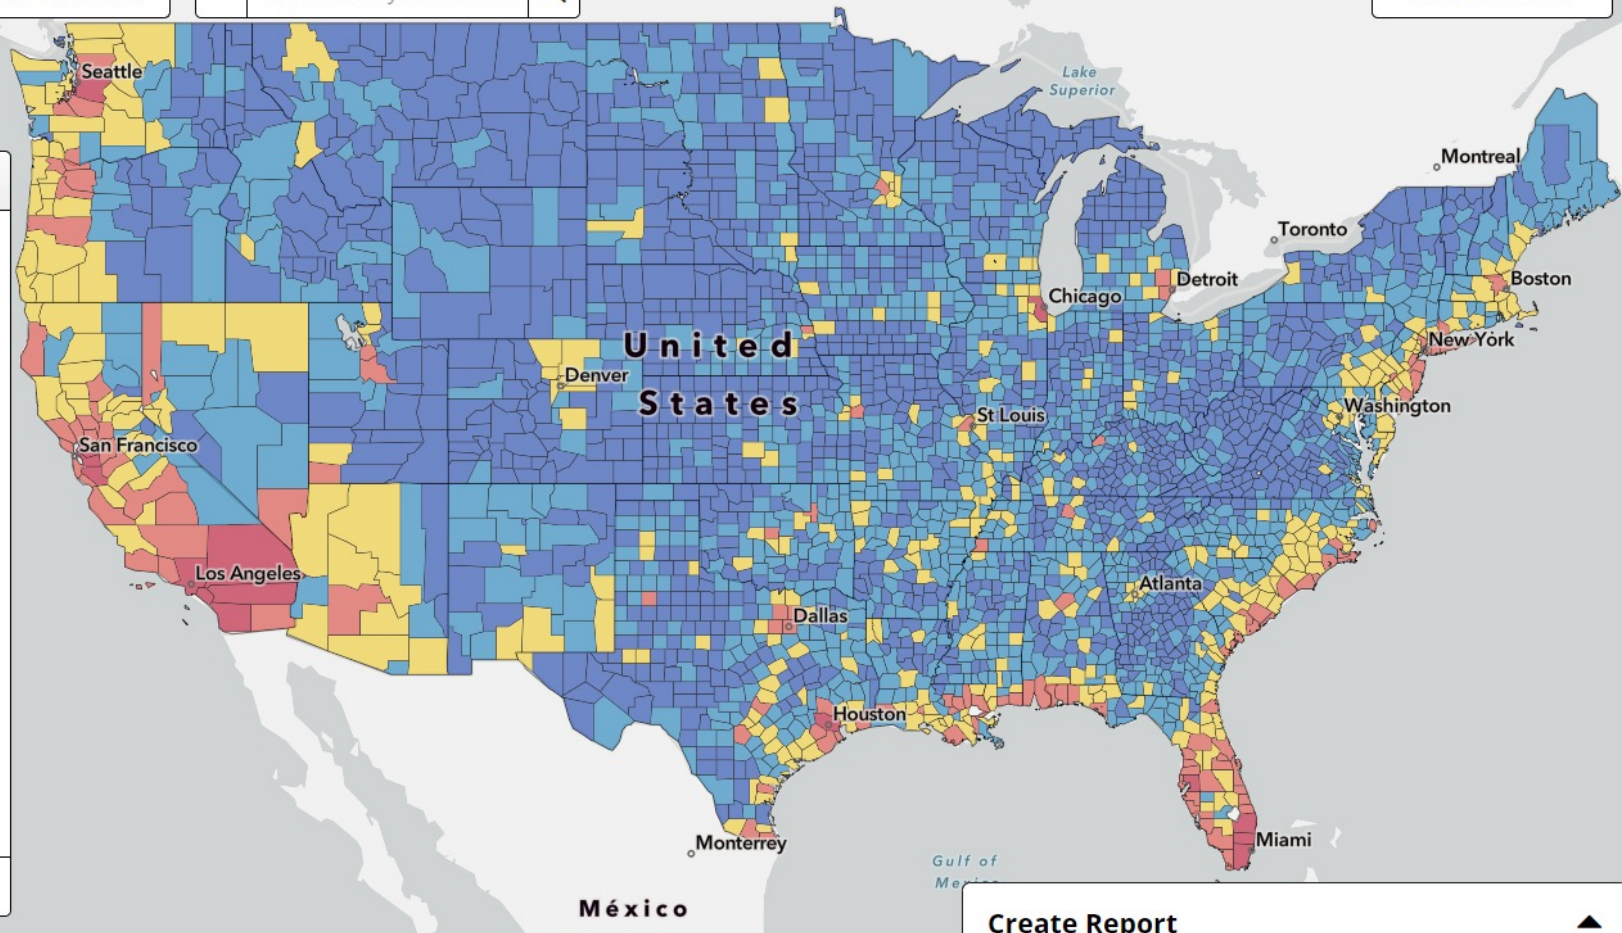 Seattle
Lake
Superior
Montreal
Toronto
Boston
Detroit
Chicago
New York
United
States
Denver
Washington
St Louis
San Francisco
Los Angeles
Atlanta
Dallas
Houston
Monterrey
Miami
Gulf of
México
Create Report